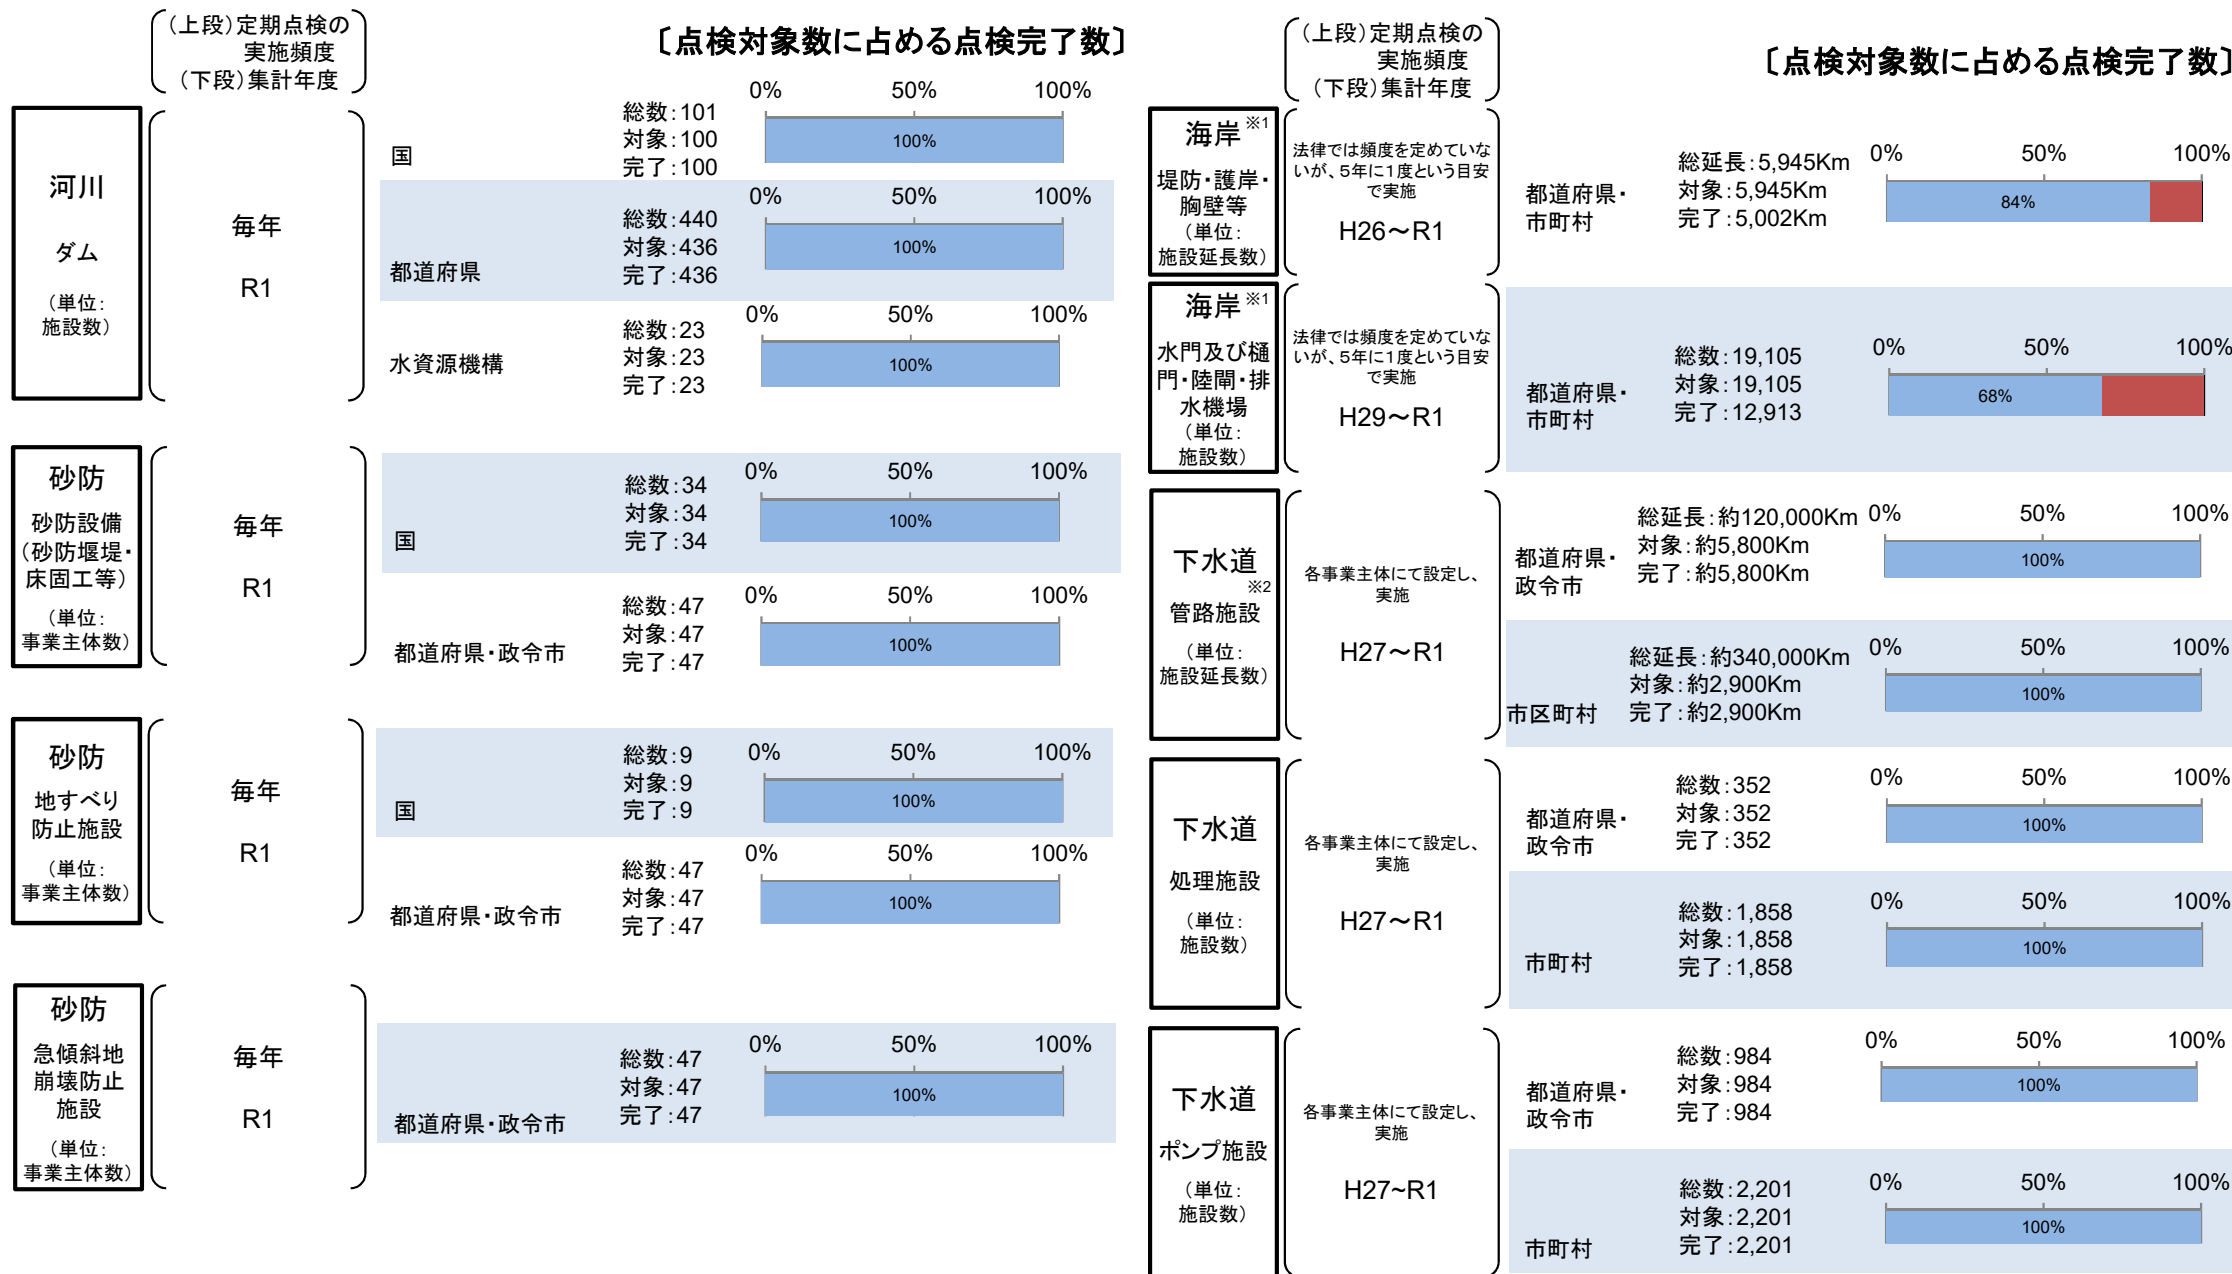 （上段）定期点検の
実施頻度
（下段）集計年度
〔点検対象数に占める点検完了数〕
河川
ダム
（単位：
施設数）
毎年
R1
国
総数：101
対象：100
完了：100
0% 50% 100%
100%
都道府県
総数：440
対象：436
完了：436
0% 50% 100%
100%
水資源機構
総数：23
対象：23
完了：23
0% 50% 100%
100%
砂防
砂防設備
（砂防堰堤・
床固工等）
（単位：
事業主体数）
毎年
R1
国
総数：34
対象：34
完了：34
0% 50% 100%
100%
都道府県・政令市
総数：47
対象：47
完了：47
0% 50% 100%
100%
砂防
地すべり
防止施設
（単位：
事業主体数）
毎年
R1
国
総数：9
対象：9
完了：9
0% 50% 100%
100%
都道府県・政令市
総数：47
対象：47
完了：47
0% 50% 100%
100%
砂防
急傾斜地
崩壊防止
施設
（単位：
事業主体数）
毎年
R1
都道府県・政令市
総数：47
対象：47
完了：47
0% 50% 100%
100%
（上段）定期点検の
実施頻度
（下段）集計年度
〔点検対象数に占める点検完了数〕
海岸※1
堤防・護岸・
胸壁等
（単位：
施設延長数）
法律では頻度を定めていな
いが、5年に1度という目安
で実施
H26～R1
都道府県・
市町村
総延長：5,945Km
対象：5,945Km
完了：5,002Km
0% 50% 100%
84%
海岸※1
水門及び樋
門・陸閘・排
水機場
（単位：
施設数）
法律では頻度を定めていな
いが、5年に1度という目安
で実施
H29～R1
都道府県・
市町村
総数：19,105
対象：19,105
完了：12,913
0% 50% 100%
68%
下水道
※2
管路施設
（単位：
施設延長数）
各事業主体にて設定し、
実施
H27～R1
都道府県・
政令市
総延長：約120,000Km
対象：約5,800Km
完了：約5,800Km
0% 50% 100%
100%
市区町村
総延長：約340,000Km
対象：約2,900Km
完了：約2,900Km
0% 50% 100%
100%
下水道
処理施設
（単位：
施設数）
各事業主体にて設定し、
実施
H27～R1
都道府県・
政令市
総数：352
対象：352
完了：352
0% 50% 100%
100%
市町村
総数：1,858
対象：1,858
完了：1,858
0% 50% 100%
100%
下水道
ポンプ施設
（単位：
施設数）
各事業主体にて設定し、
実施
H27~R1
都道府県・
政令市
総数：984
対象：984
完了：984
0% 50% 100%
100%
市町村
総数：2,201
対象：2,201
完了：2,201
0% 50% 100%
100%